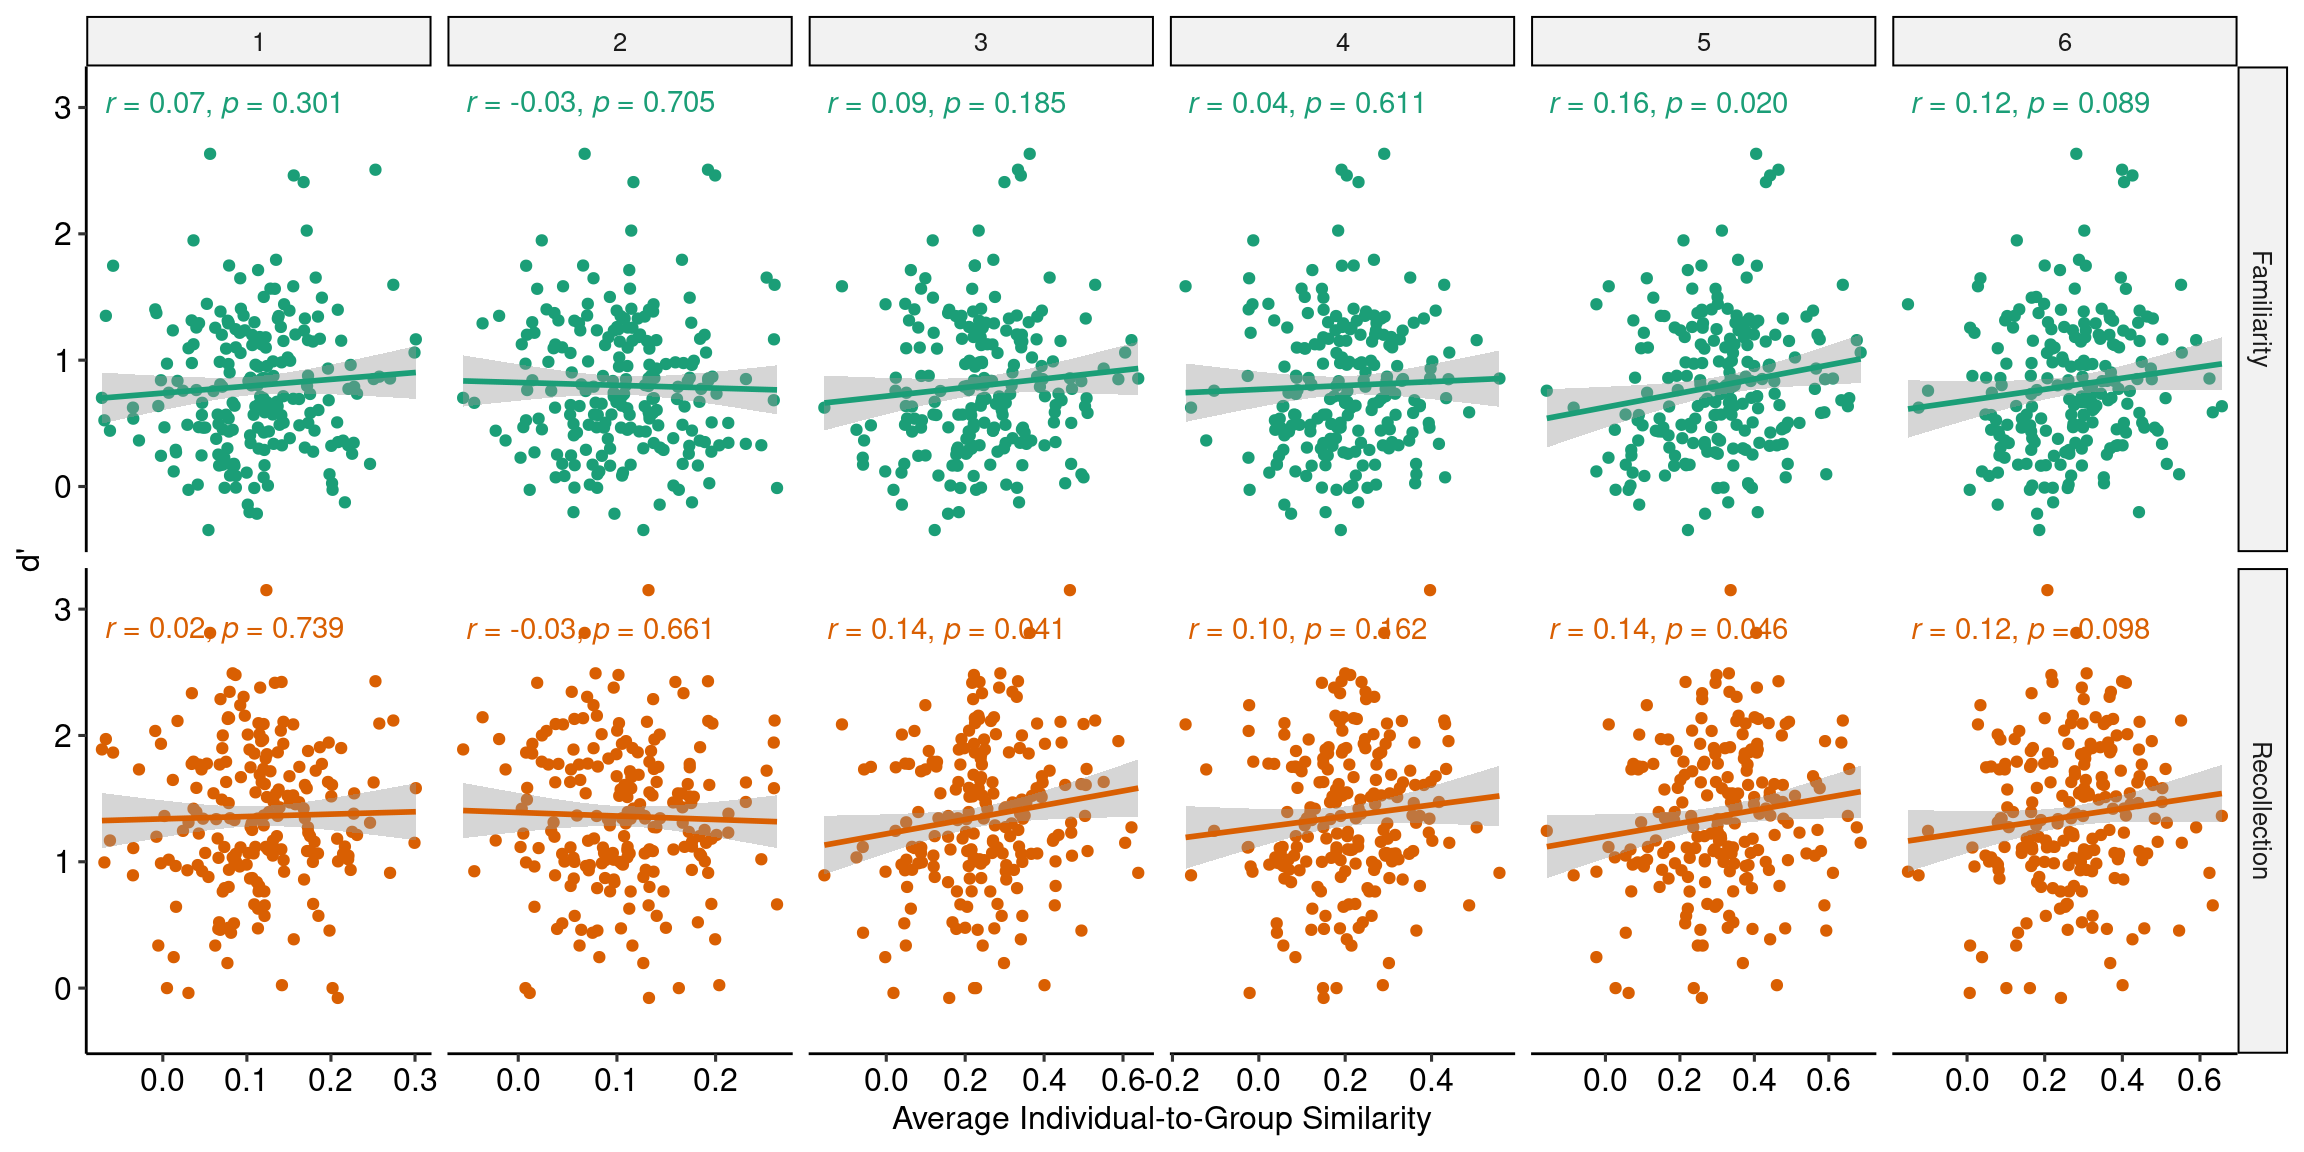 1 2 3 4 5 6
r = 0.07, p = 0.301 r = -0.03, p = 0.705 r = 0.09, p = 0.185 r = 0.04, p = 0.611 r = 0.16, p = 0.020 r = 0.12, p = 0.089
3
2
1
0
Familiarity
d'
r = 0.02, p = 0.739 r = -0.03, p = 0.661 r = 0.14, p = 0.041 r = 0.10, p = 0.162 r = 0.14, p = 0.046 r = 0.12, p = 0.098
3
2
1
0
Recollection
0.0 0.1 0.2 0.3 0.0 0.1 0.2 0.0 0.2 0.4 0.6 -0.2 0.0 0.2 0.4 0.0 0.2 0.4 0.6 0.0 0.2 0.4 0.6
Average Individual-to-Group Similarity